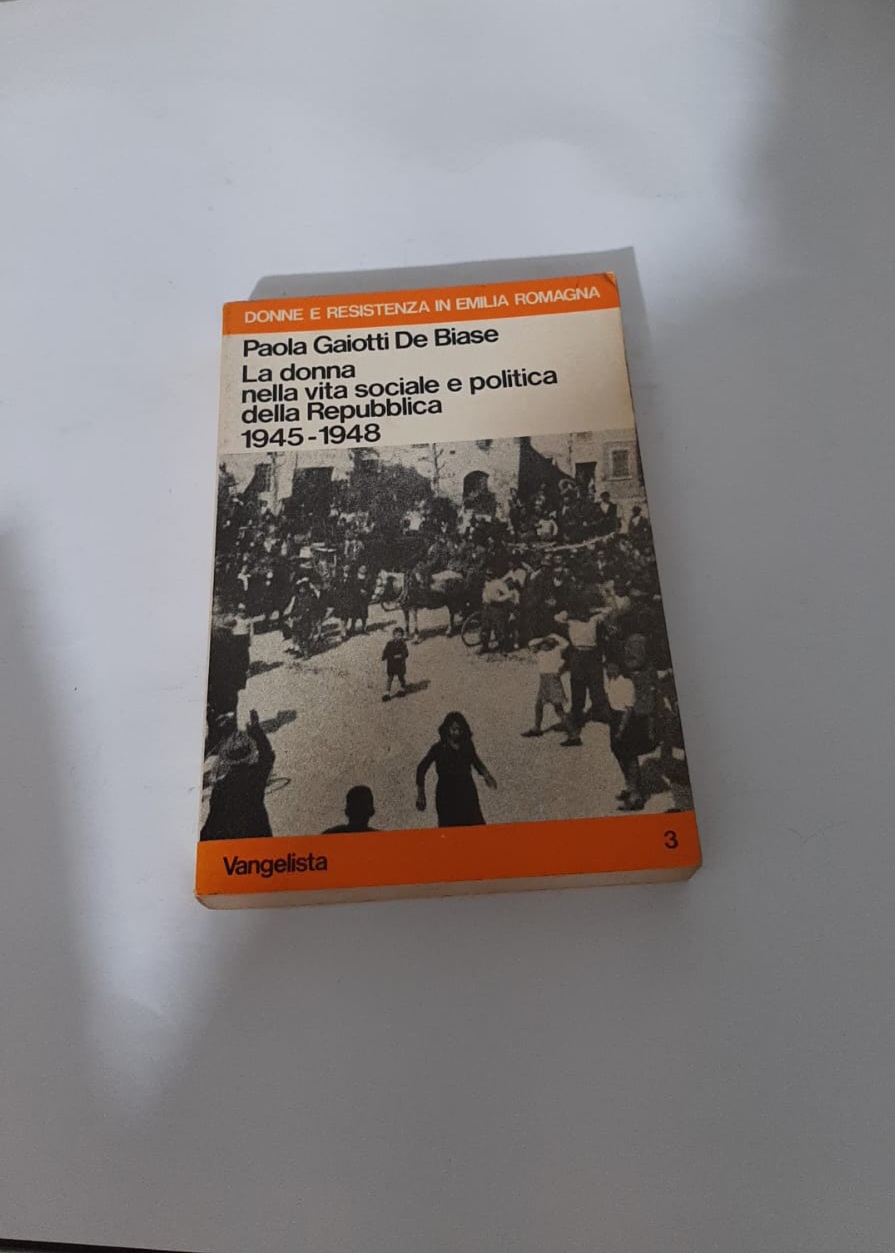 DONNE E RESISTENZA IN EMILIA ROMAGNA
Paola Gaiotti De Biase
La donna
nella vita sociale e politica
della Repubblica
1945-1948
Vangelista
3